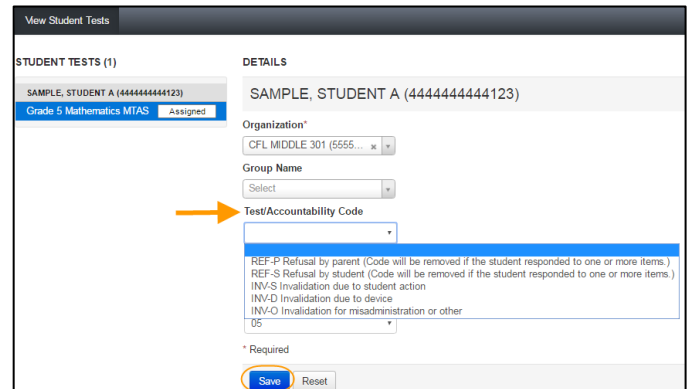 View Student Tests
STUDENT TESTS (1)
SAMPLE, STUDENT A (4444444444123)
Grade 5 Mathematics MTAS Assigned
DETAILS
SAMPLE, STUDENT A (4444444444123)
Organization*
CFL MIDDLE 301 (5555... ×
Group Name
Select
Test/Accountability Code
REF-P Refusal by parent (Code will be removed if the student responded to one or more items.)
REF-S Refusal by student (Code will be removed if the student responded to one or more items.)
INV-S Invalidation due to student action
INV-D Invalidation due to device
INV-O Invalidation for misadministration or other
05
* Required
Save Reset